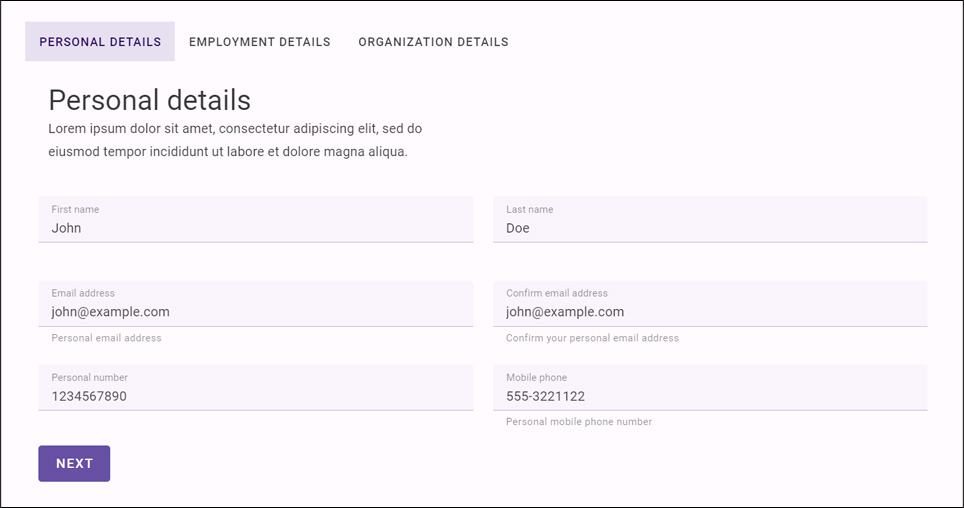 PERSONAL DETAILS EMPLOYMENT DETAILS ORGANIZATION DETAILS
Personal details
Lorem ipsum dolor sit amet, consectetur adipiscing elit, sed do
eiusmod tempor incididunt ut labore et dolore magna aliqua.
First name
John
Last name
Doe
Email address
john@example.com
Personal email address
Confirm email address
john@example.com
Confirm your personal email address
Personal number
1234567890
Mobile phone
555-3221122
Personal mobile phone number
NEXT